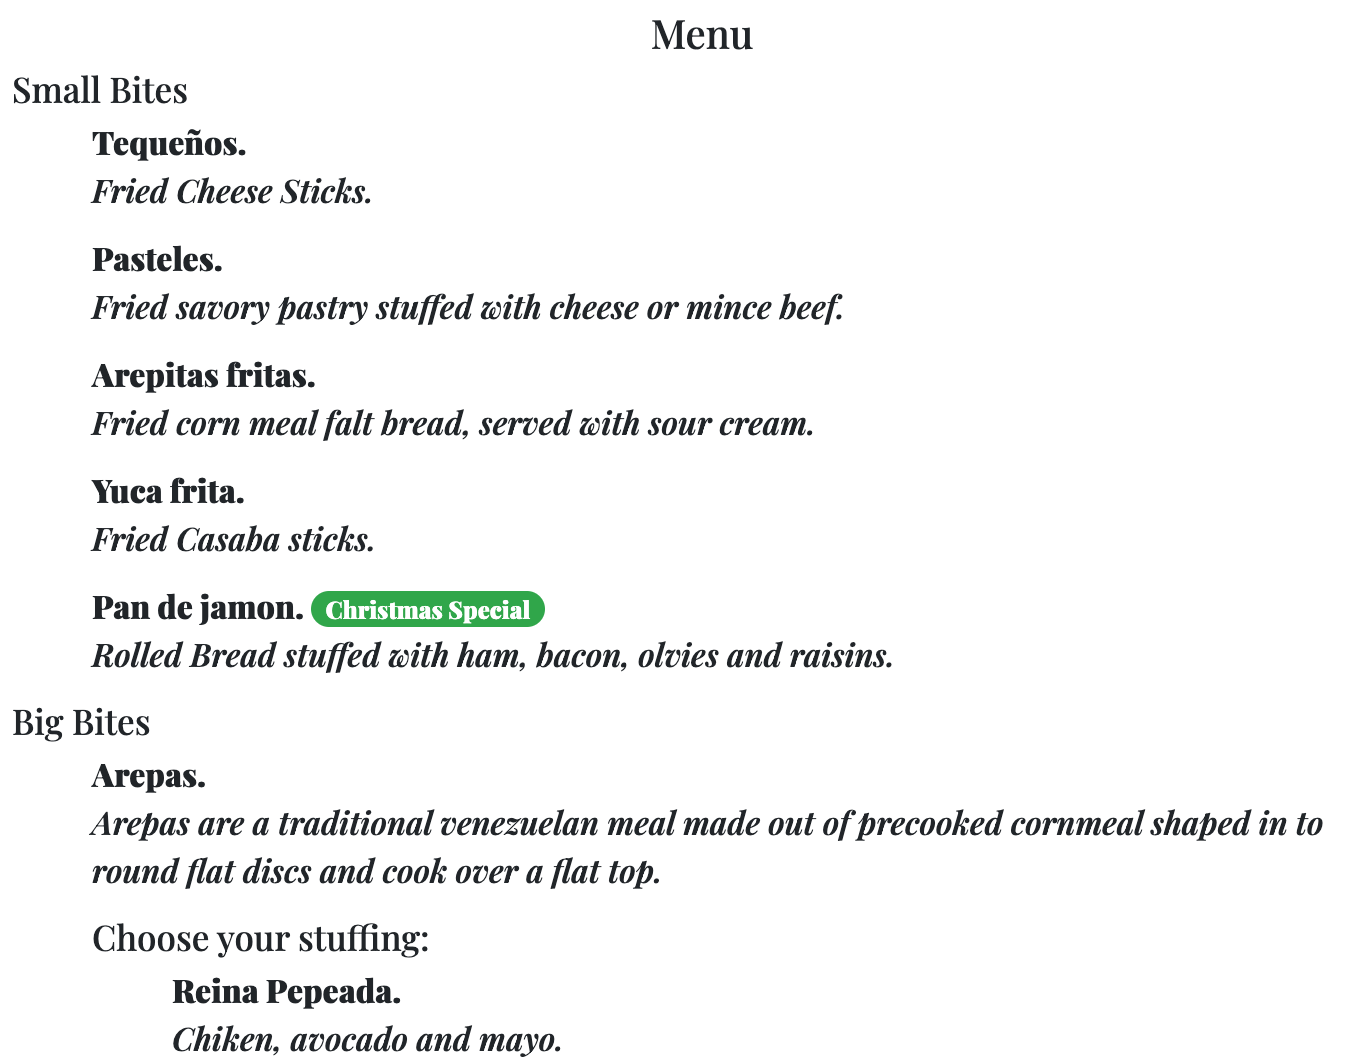 Menu
Small Bites
Tequeños.
Fried Cheese Sticks.
Pasteles.
Fried savory pastry stuffed with cheese or mince beef.
Arepitas fritas.
Fried corn meal falt bread, served with sour cream.
Yuca frita.
Fried Casaba sticks.
Pan de jamon. Christmas Special
Rolled Bread stuffed with ham, bacon, olvies and raisins.
Big Bites
Arepas.
Arepas are a traditional venezuelan meal made out of precooked cornmeal shaped in to
round flat discs and cook over a flat top.
Choose your stuffing:
Reina Pepeada.
Chiken, avocado and mayo.